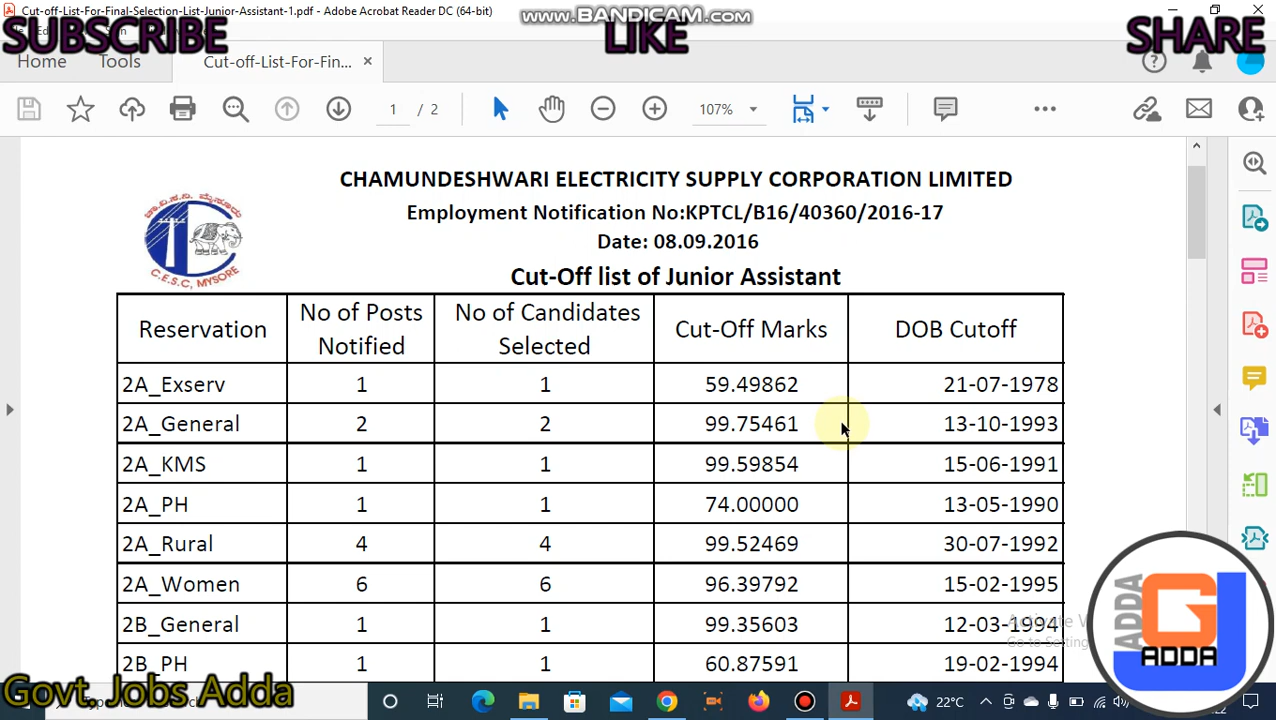 Cut-off-List-For-Final-Selection-List-Junior-Assistant-1.pdf - Adobe Acrobat Reader DC (64-bit)
www.BANDICAM.com
SUBSCRIBE
LIKE
SHARE
Home
Tools
Cut-off-List-For-Fin...
1 / 2
107%
CHAMUNDESHWARI ELECTRICITY SUPPLY CORPORATION LIMITED
Employment Notification No:KPTCL/B16/40360/2016-17
Date: 08.09.2016
C.E.S.C, MYSORE
Cut-Off list of Junior Assistant
Reservation No of Posts Notified No of Candidates Selected Cut-Off Marks DOB Cutoff
2A_Exserv 1 1 59.49862 21-07-1978
2A_General 2 2 99.75461 13-10-1993
2A_KMS 1 1 99.59854 15-06-1991
2A_PH 1 1 74.00000 13-05-1990
2A_Rural 4 4 99.52469 30-07-1992
2A_Women 6 6 96.39792 15-02-1995
2B_General 1 1 99.35603 12-03-1994
2B_PH 1 1 60.87591 19-02-1994
ADDA
G
ADDA
Govt Jobs Adda
22°C